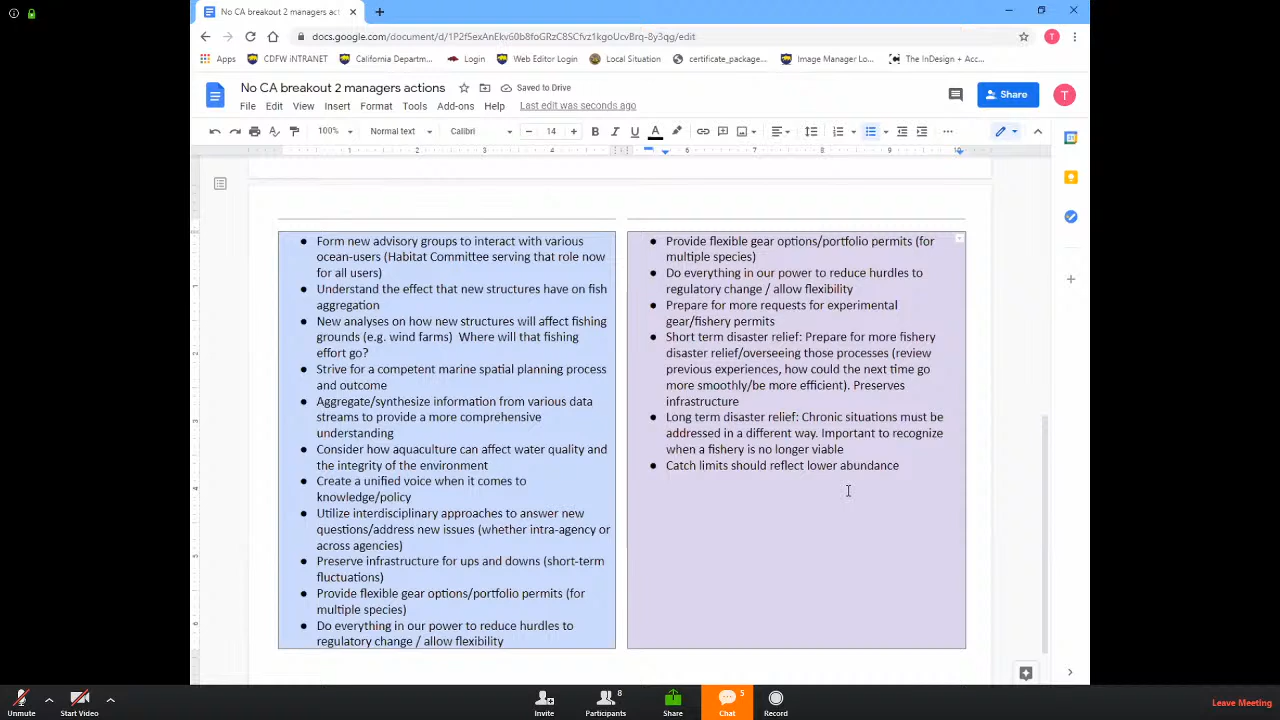 No CA breakout 2 managers act
docs.google.com/document/d/1P2f5exAnEkv60b8foGRzC8SCfvz1kgoUcvBrq-8y3qg/edit
Apps CDFW iNTRANET California Departm... Login Web Editor Login Local Situation certificate_package... Image Manager Lo... The InDesign + Acc...
No CA breakout 2 managers actions Saved to Drive
File Edit View Insert Format Tools Add-ons Help Last edit was seconds ago
Share
T
100% Normal text Calibri 14 B I U A
1 2 3 4 6 7 8 9 10
Form new advisory groups to interact with various
ocean-users (Habitat Committee serving that role now
for all users)
Understand the effect that new structures have on fish
aggregation
New analyses on how new structures will affect fishing
grounds (e.g. wind farms) Where will that fishing
effort go?
Strive for a competent marine spatial planning process
and outcome
Aggregate/synthesize information from various data
streams to provide a more comprehensive
understanding
Consider how aquaculture can affect water quality and
the integrity of the environment
Create a unified voice when it comes to
knowledge/policy
Utilize interdisciplinary approaches to answer new
questions/address new issues (whether intra-agency or
across agencies)
Preserve infrastructure for ups and downs (short-term
fluctuations)
Provide flexible gear options/portfolio permits (for
multiple species)
Do everything in our power to reduce hurdles to
regulatory change / allow flexibility
Provide flexible gear options/portfolio permits (for
multiple species)
Do everything in our power to reduce hurdles to
regulatory change / allow flexibility
Prepare for more requests for experimental
gear/fishery permits
Short term disaster relief: Prepare for more fishery
disaster relief/overseeing those processes (review
previous experiences, how could the next time go
more smoothly/be more efficient). Preserves
infrastructure
Long term disaster relief: Chronic situations must be
addressed in a different way. Important to recognize
when a fishery is no longer viable
Catch limits should reflect lower abundance
Unmute Start Video Invite Participants 8 Share Chat 5 Record Leave Meeting